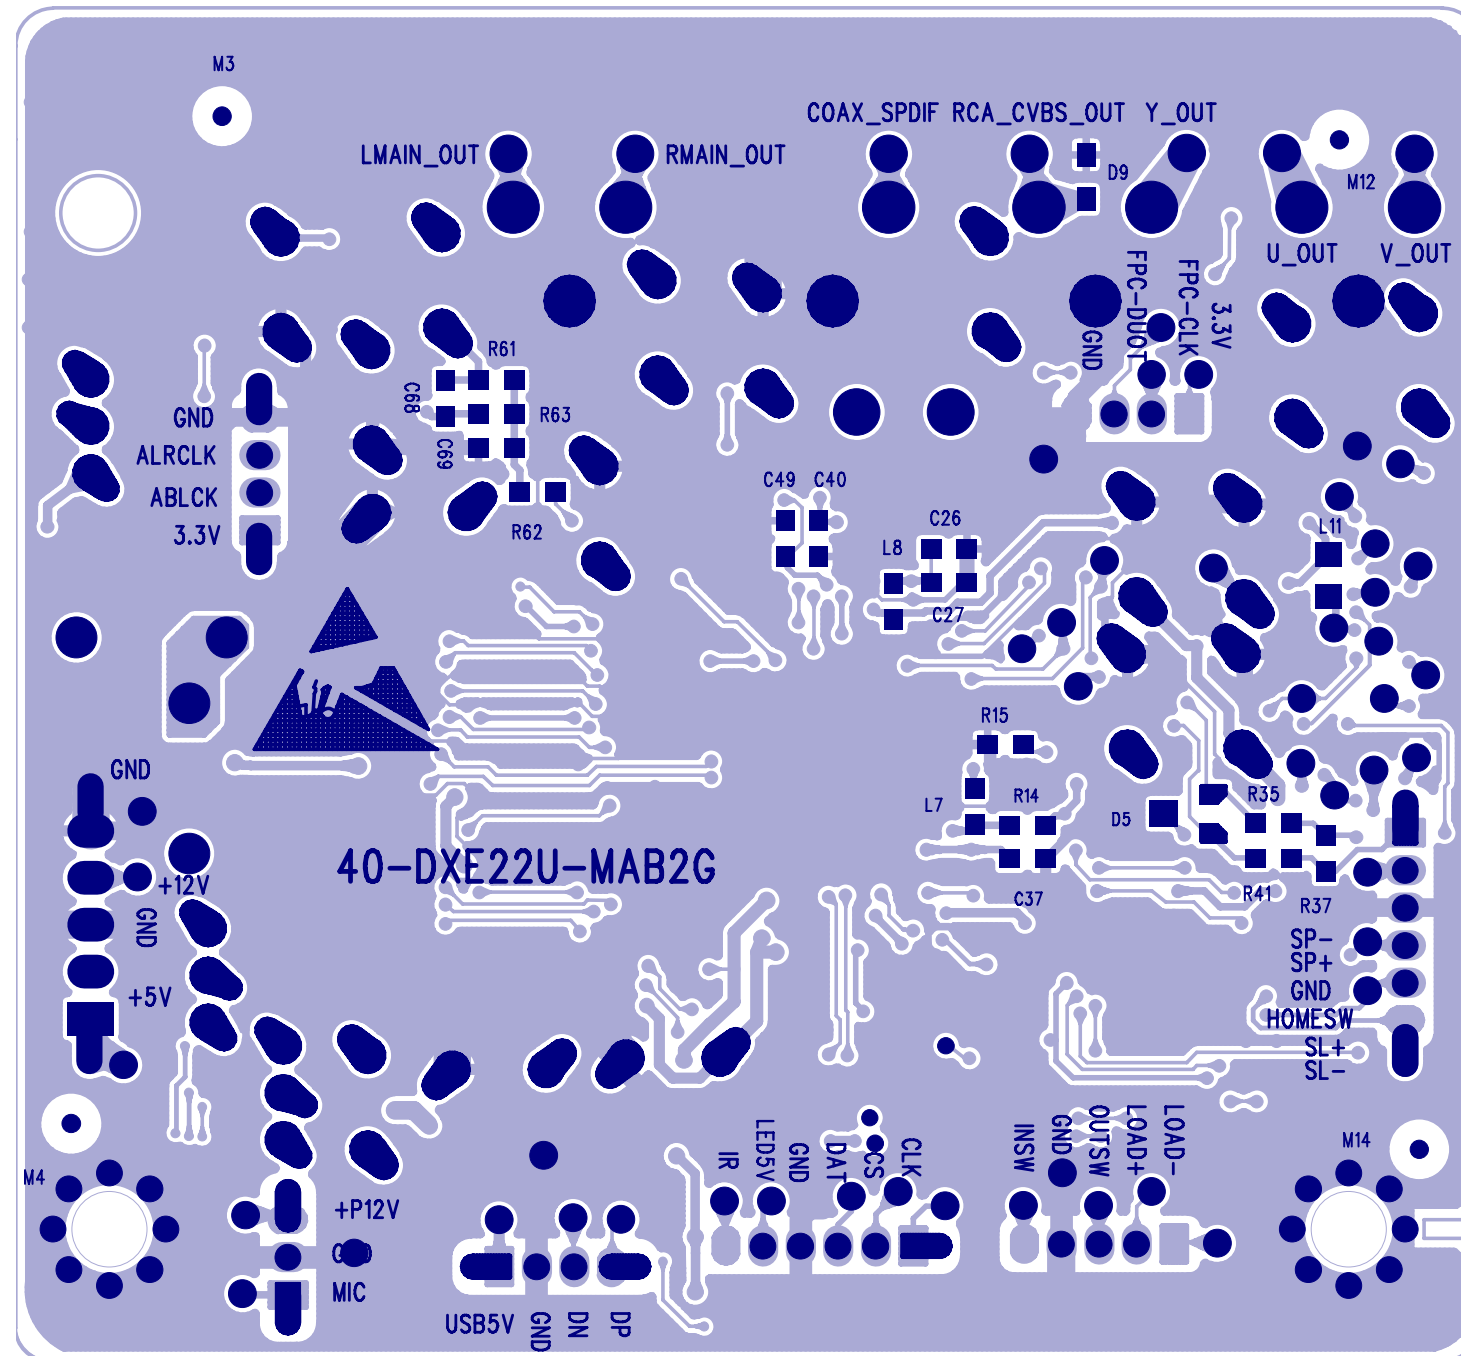 M3
COAX_SPDIF RCA_CVBS_OUT Y_OUT
LMAIN_OUT
RMAIN_OUT
D9
M12
U_OUT
V_OUT
FPC-DUOT
FPC-CLK
3.3V
GND
R61
C68
R63
GND
C69
ALRCLK
ABLCK
3.3V
C49
C40
R62
C26
L8
L11
C27
R15
GND
L7
R14
D5
R35
40-DXE22U-MAB2G
+12V
GND
C37
R41
R37
SP-
SP+
+5V
GND
HOMESW
SL+
SL-
IR
LED5V
GND
DAT
CS
CLK
INSW
GND
OUTSW
LOAD+
LOAD-
M14
M4
+P12V
GND
MIC
USB5V
GND
DN
DP